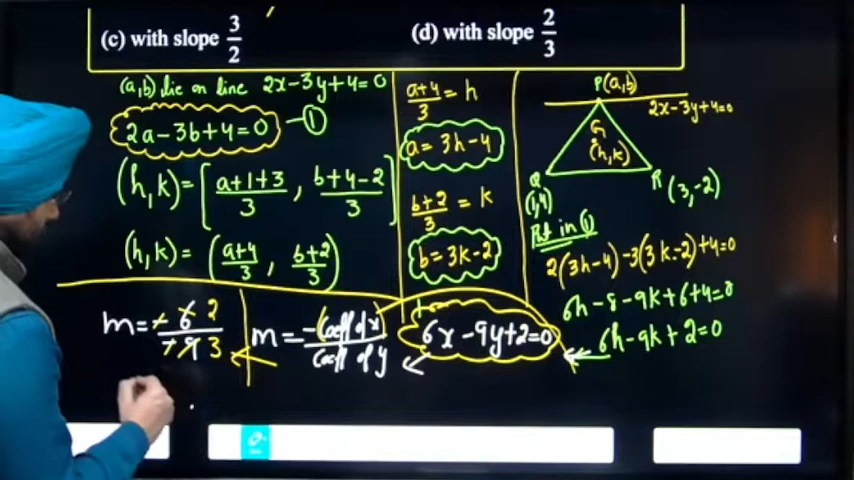 (c) with slope 3/2
(d) with slope 2/3
(a,b) lie on line 2x-3y+4=0
2a-3b+4=0 — ①
(h,k)=[a+1+3/3 , b+4-2/3]
(h,k)= (a+4/3 , b+2/3)
a+4/3 = h
a=3h-4
b+2/3 = k
b=3k-2
P(a,b)
2x-3y+4=0
G
(h,k)
Q
(1,4)
R
(3,-2)
Put in ①
2(3h-4)-3(3k-2)+4=0
6h-8-9k+6+4=0
6h-9k+2=0
6x-9y+2=0
m= -(coeff of x)/coeff of y
m= -6 2/-9 3